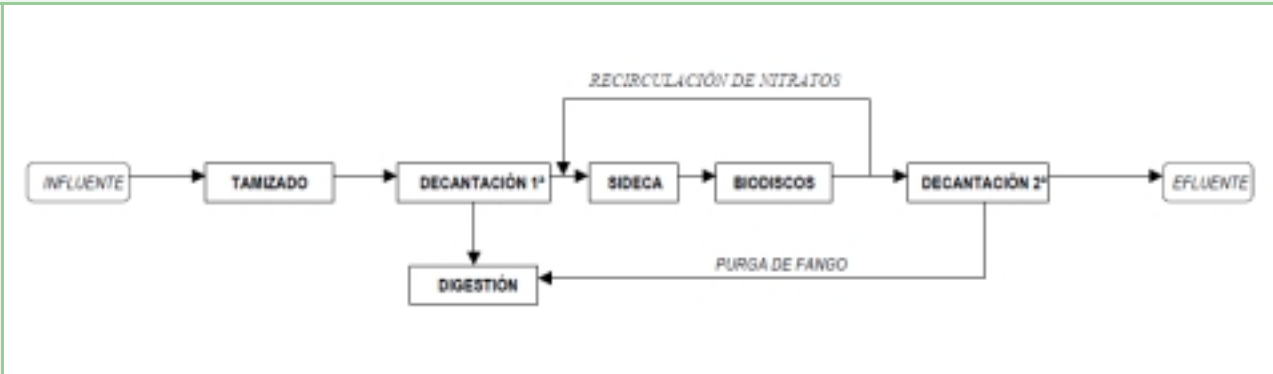 RECIRCULACIÓN DE NITRATOS
INFLUENTE
TAMIZADO
DECANTACIÓN 1ª
SIDECA
BIODISCOS
DECANTACIÓN 2ª
EFLUENTE
PURGA DE FANGO
DIGESTIÓN